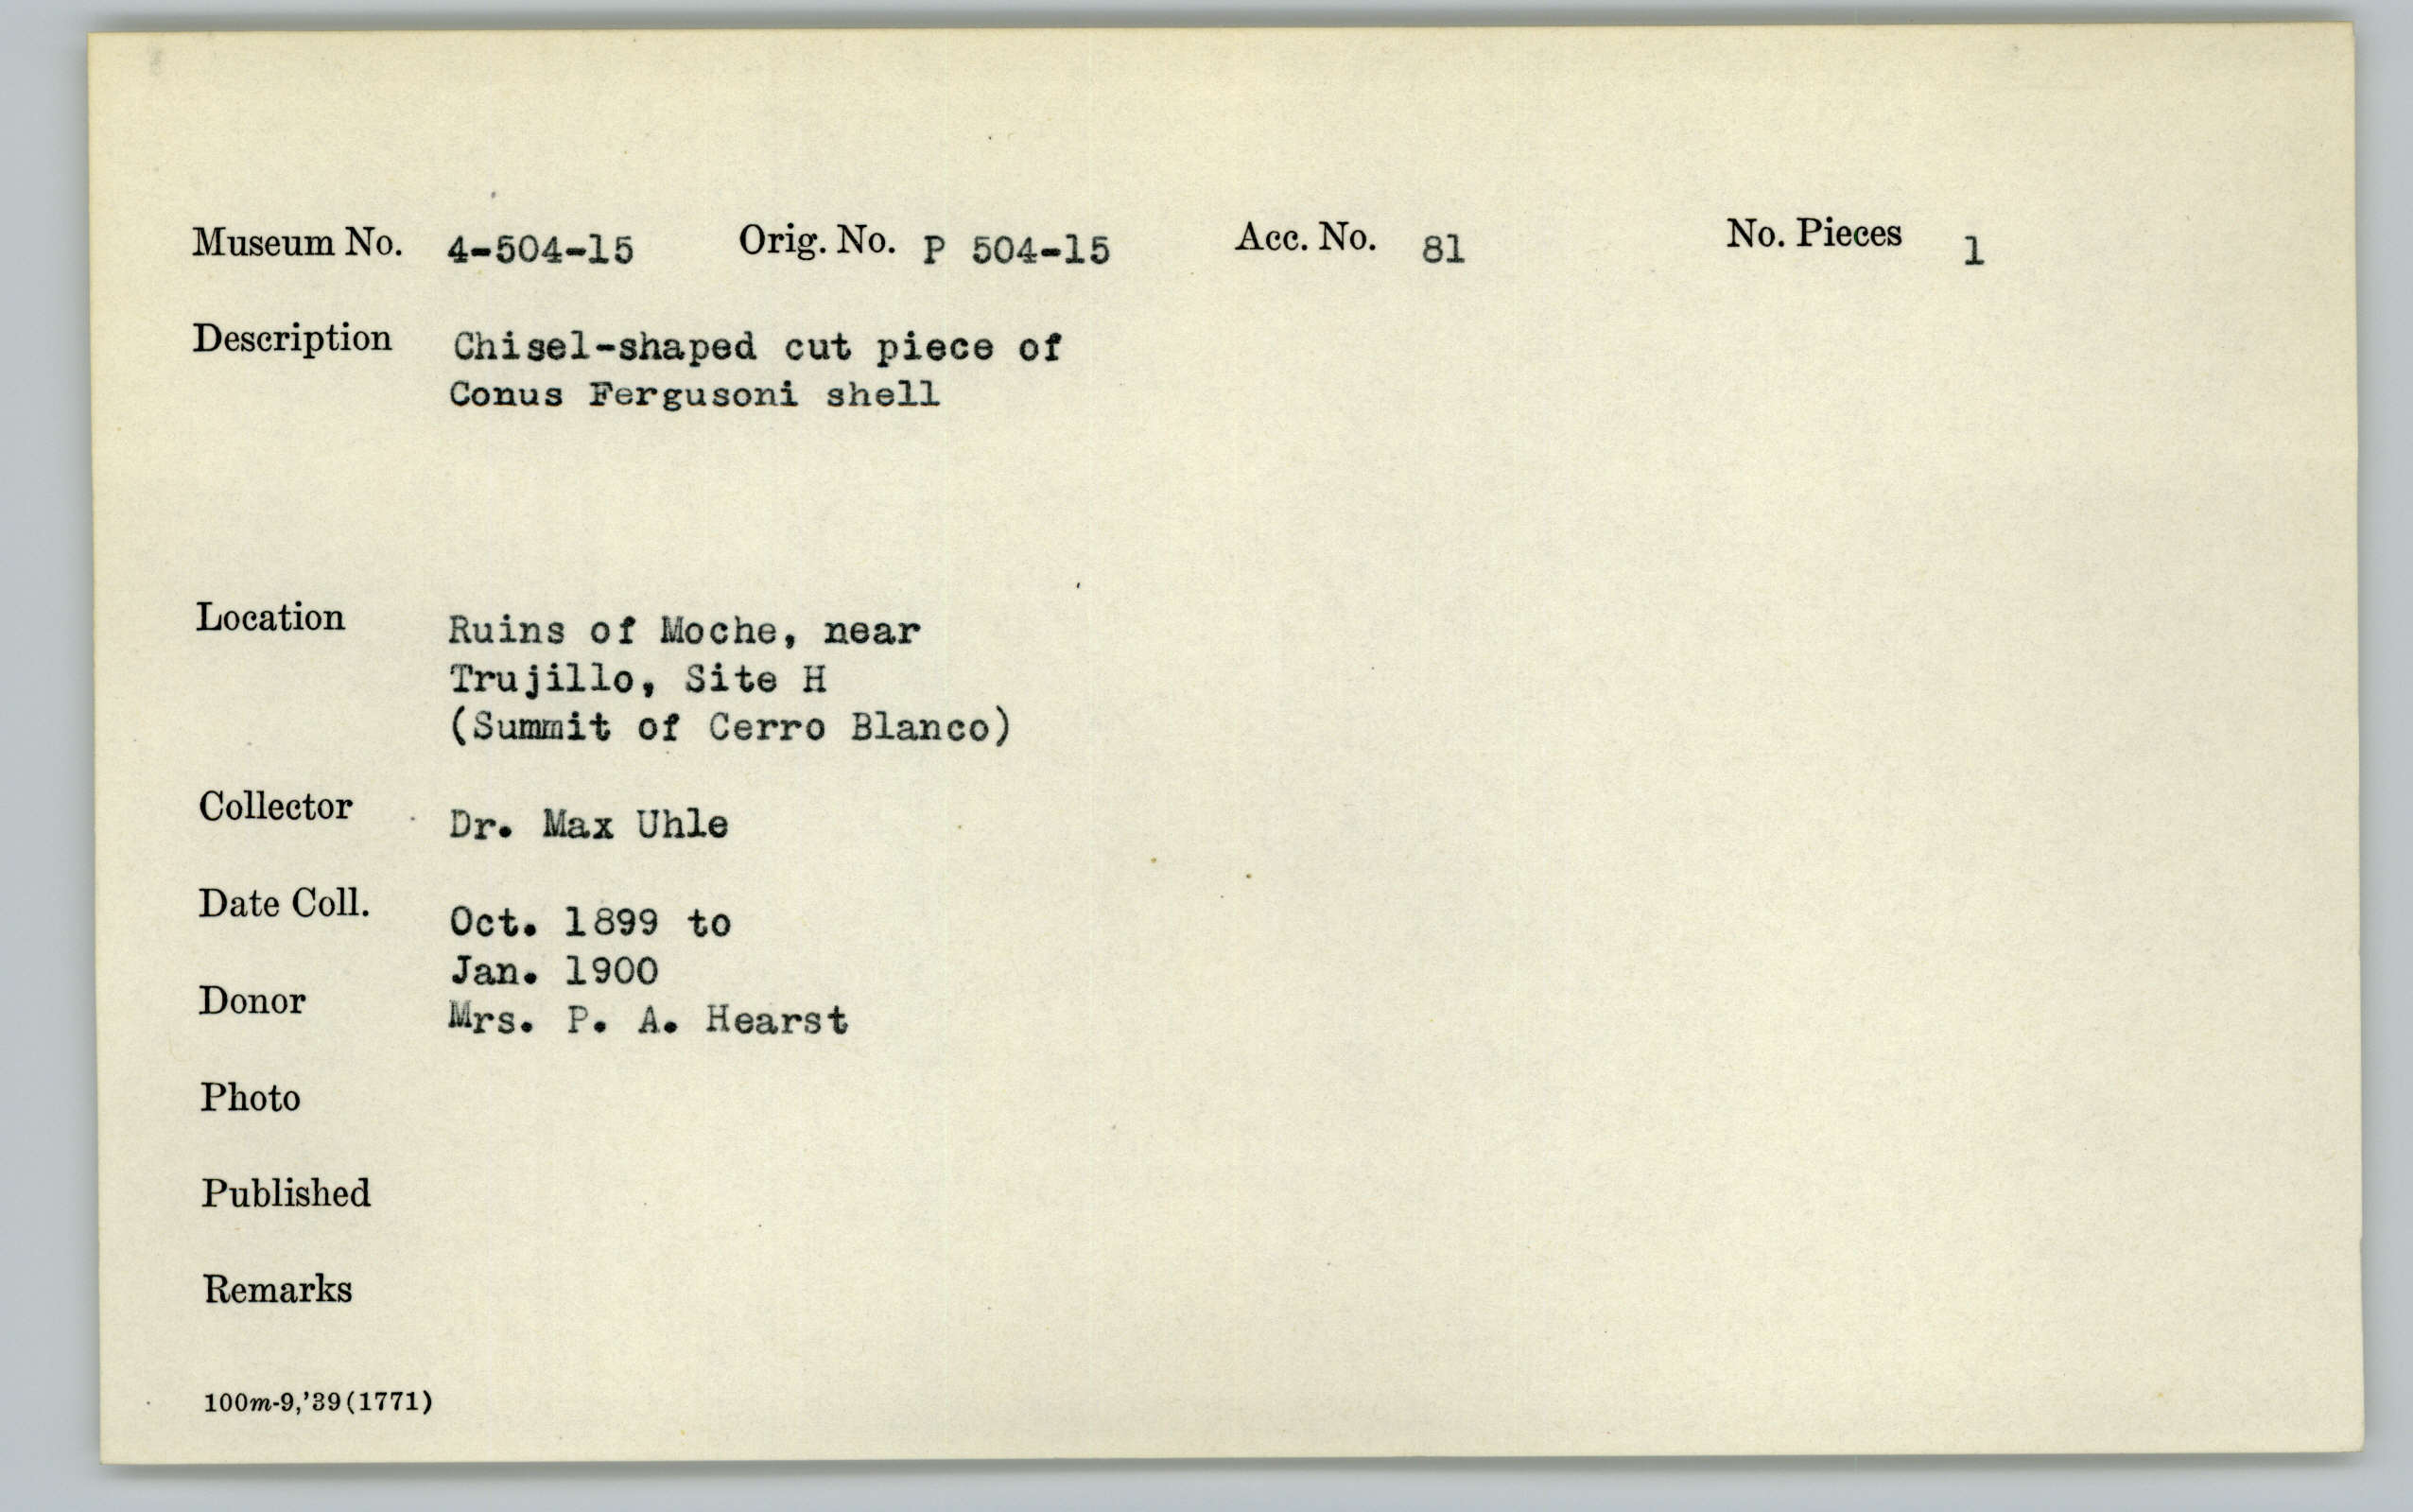 Museum No. 4-504-15 Orig. No. P 504-15 Acc. No. 81 No. Pieces 1
Description Chisel-shaped cut piece of
Conus Fergusoni shell
Location Ruins of Moche, near
Trujillo, Site H
(Summit of Cerro Blanco)
Collector Dr. Max Uhle
Date Coll. Oct. 1899 to
Jan. 1900
Donor Mrs. P. A. Hearst
Photo
Published
Remarks
100m-9,'39(1771)